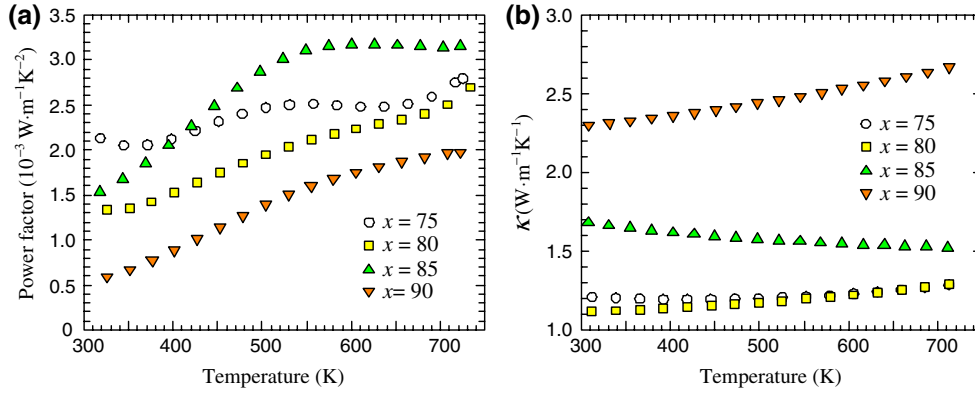 (a)
3.5
3.0
2.5
2.0
1.5
1.0
0.5
0
300 400 500 600 700
Temperature (K)
Power factor (10⁻³ W·m⁻¹K⁻²)
x = 75
x = 80
x = 85
x= 90
(b)
3.0
2.5
2.0
1.5
1.0
300 400 500 600 700
Temperature (K)
κ(W·m⁻¹K⁻¹)
x = 75
x = 80
x = 85
x = 90